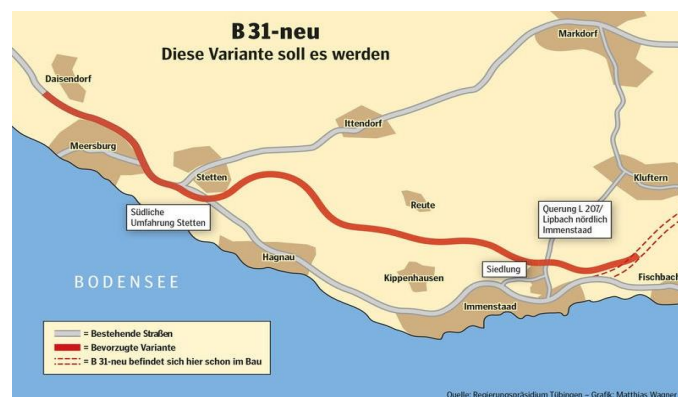 B 31-neu
Diese Variante soll es werden
Markdorf
Daisendorf
Ittendorf
Meersburg
Stetten
Kluftern
Reute
Südliche
Umfahrung Stetten
Querung L 207/
Lipbach nördlich
Immenstaad
Hagnau
Siedlung
Kippenhausen
Fischbach
BODENSEE
Immenstaad
= Bestehende Straßen
= Bevorzugte Variante
= B 31-neu befindet sich hier schon im Bau
Quelle: Regierungspräsidium Tübingen – Grafik: Matthias Wagner